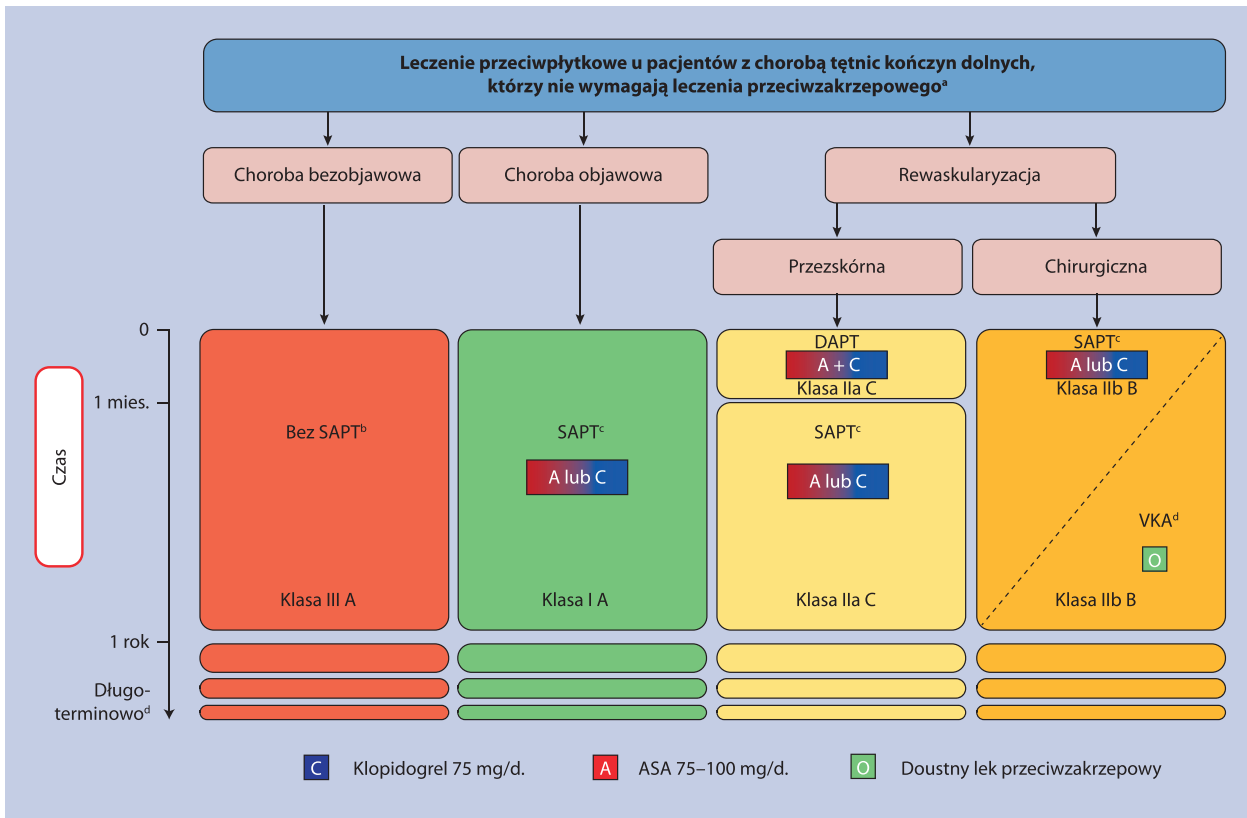 Leczenie przeciwpłytkowe u pacjentów z chorobą tętnic kończyn dolnych,
którzy nie wymagają leczenia przeciwzakrzepowegoᵃ
Choroba bezobjawowa
Choroba objawowa
Rewaskularyzacja
Przezskórna
Chirurgiczna
Czas
0
1 mies.
1 rok
Długo-
terminowoᵈ
Bez SAPTᵇ
Klasa III A
SAPTᶜ
A lub C
Klasa I A
DAPT
A + C
Klasa IIa C
SAPTᶜ
A lub C
Klasa IIa C
SAPTᶜ
A lub C
Klasa IIb B
VKAᵈ
O
Klasa IIb B
C Klopidogrel 75 mg/d.
A ASA 75–100 mg/d.
O Doustny lek przeciwzakrzepowy